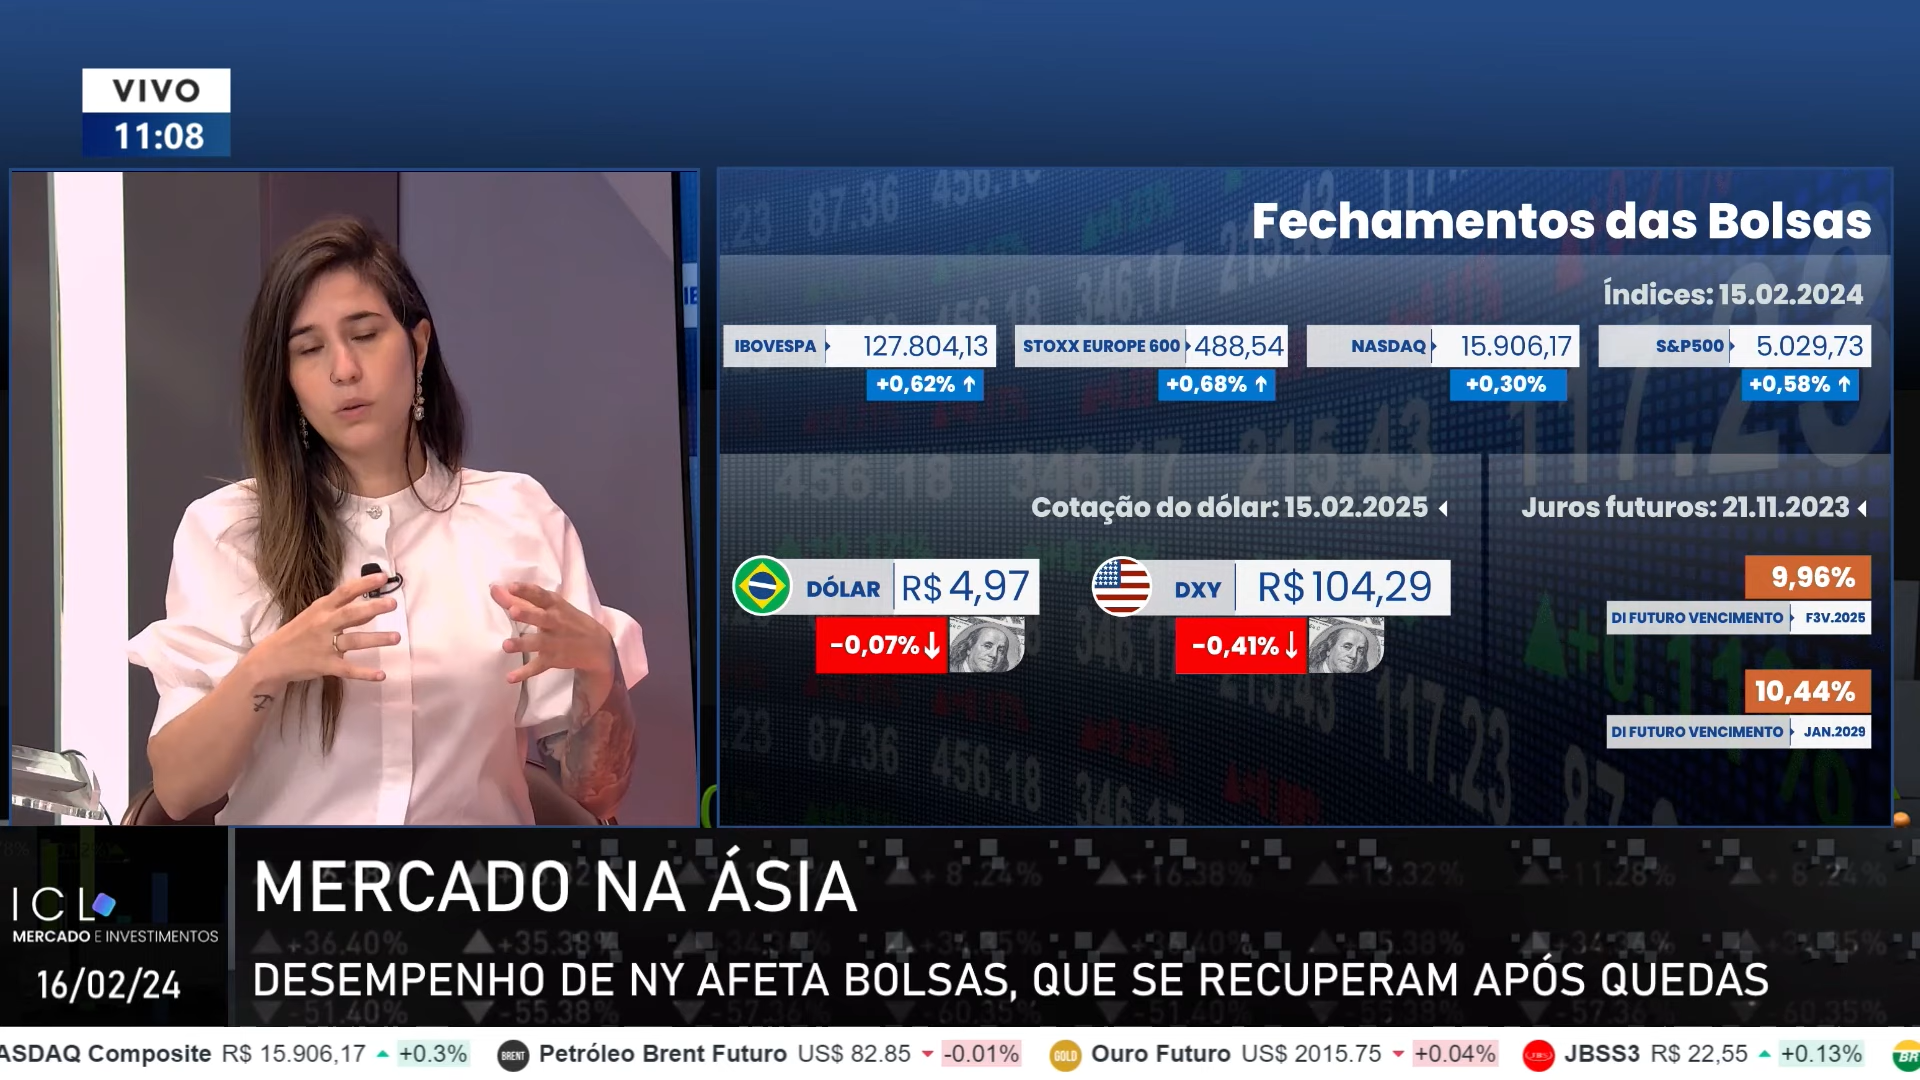 VIVO
11:08
Fechamentos das Bolsas
Índices: 15.02.2024
IBOVESPA 127.804,13
+0,62%
STOXX EUROPE 600 488,54
+0,68%
NASDAQ 15.906,17
+0,30%
S&P500 5.029,73
+0,58%
Cotação do dólar: 15.02.2025
DÓLAR R$ 4,97
-0,07%
DXY R$ 104,29
-0,41%
Juros futuros: 21.11.2023
9,96%
DI FUTURO VENCIMENTO F3V.2025
10,44%
DI FUTURO VENCIMENTO JAN.2029
ICL
MERCADO E INVESTIMENTOS
16/02/24
MERCADO NA ÁSIA
DESEMPENHO DE NY AFETA BOLSAS, QUE SE RECUPERAM APÓS QUEDAS
ASDAQ Composite R$ 15.906,17 +0.3% BRENT Petróleo Brent Futuro US$ 82.85 -0.01% GOLD Ouro Futuro US$ 2015.75 +0.04% JBS JBSS3 R$ 22,55 +0.13% BR